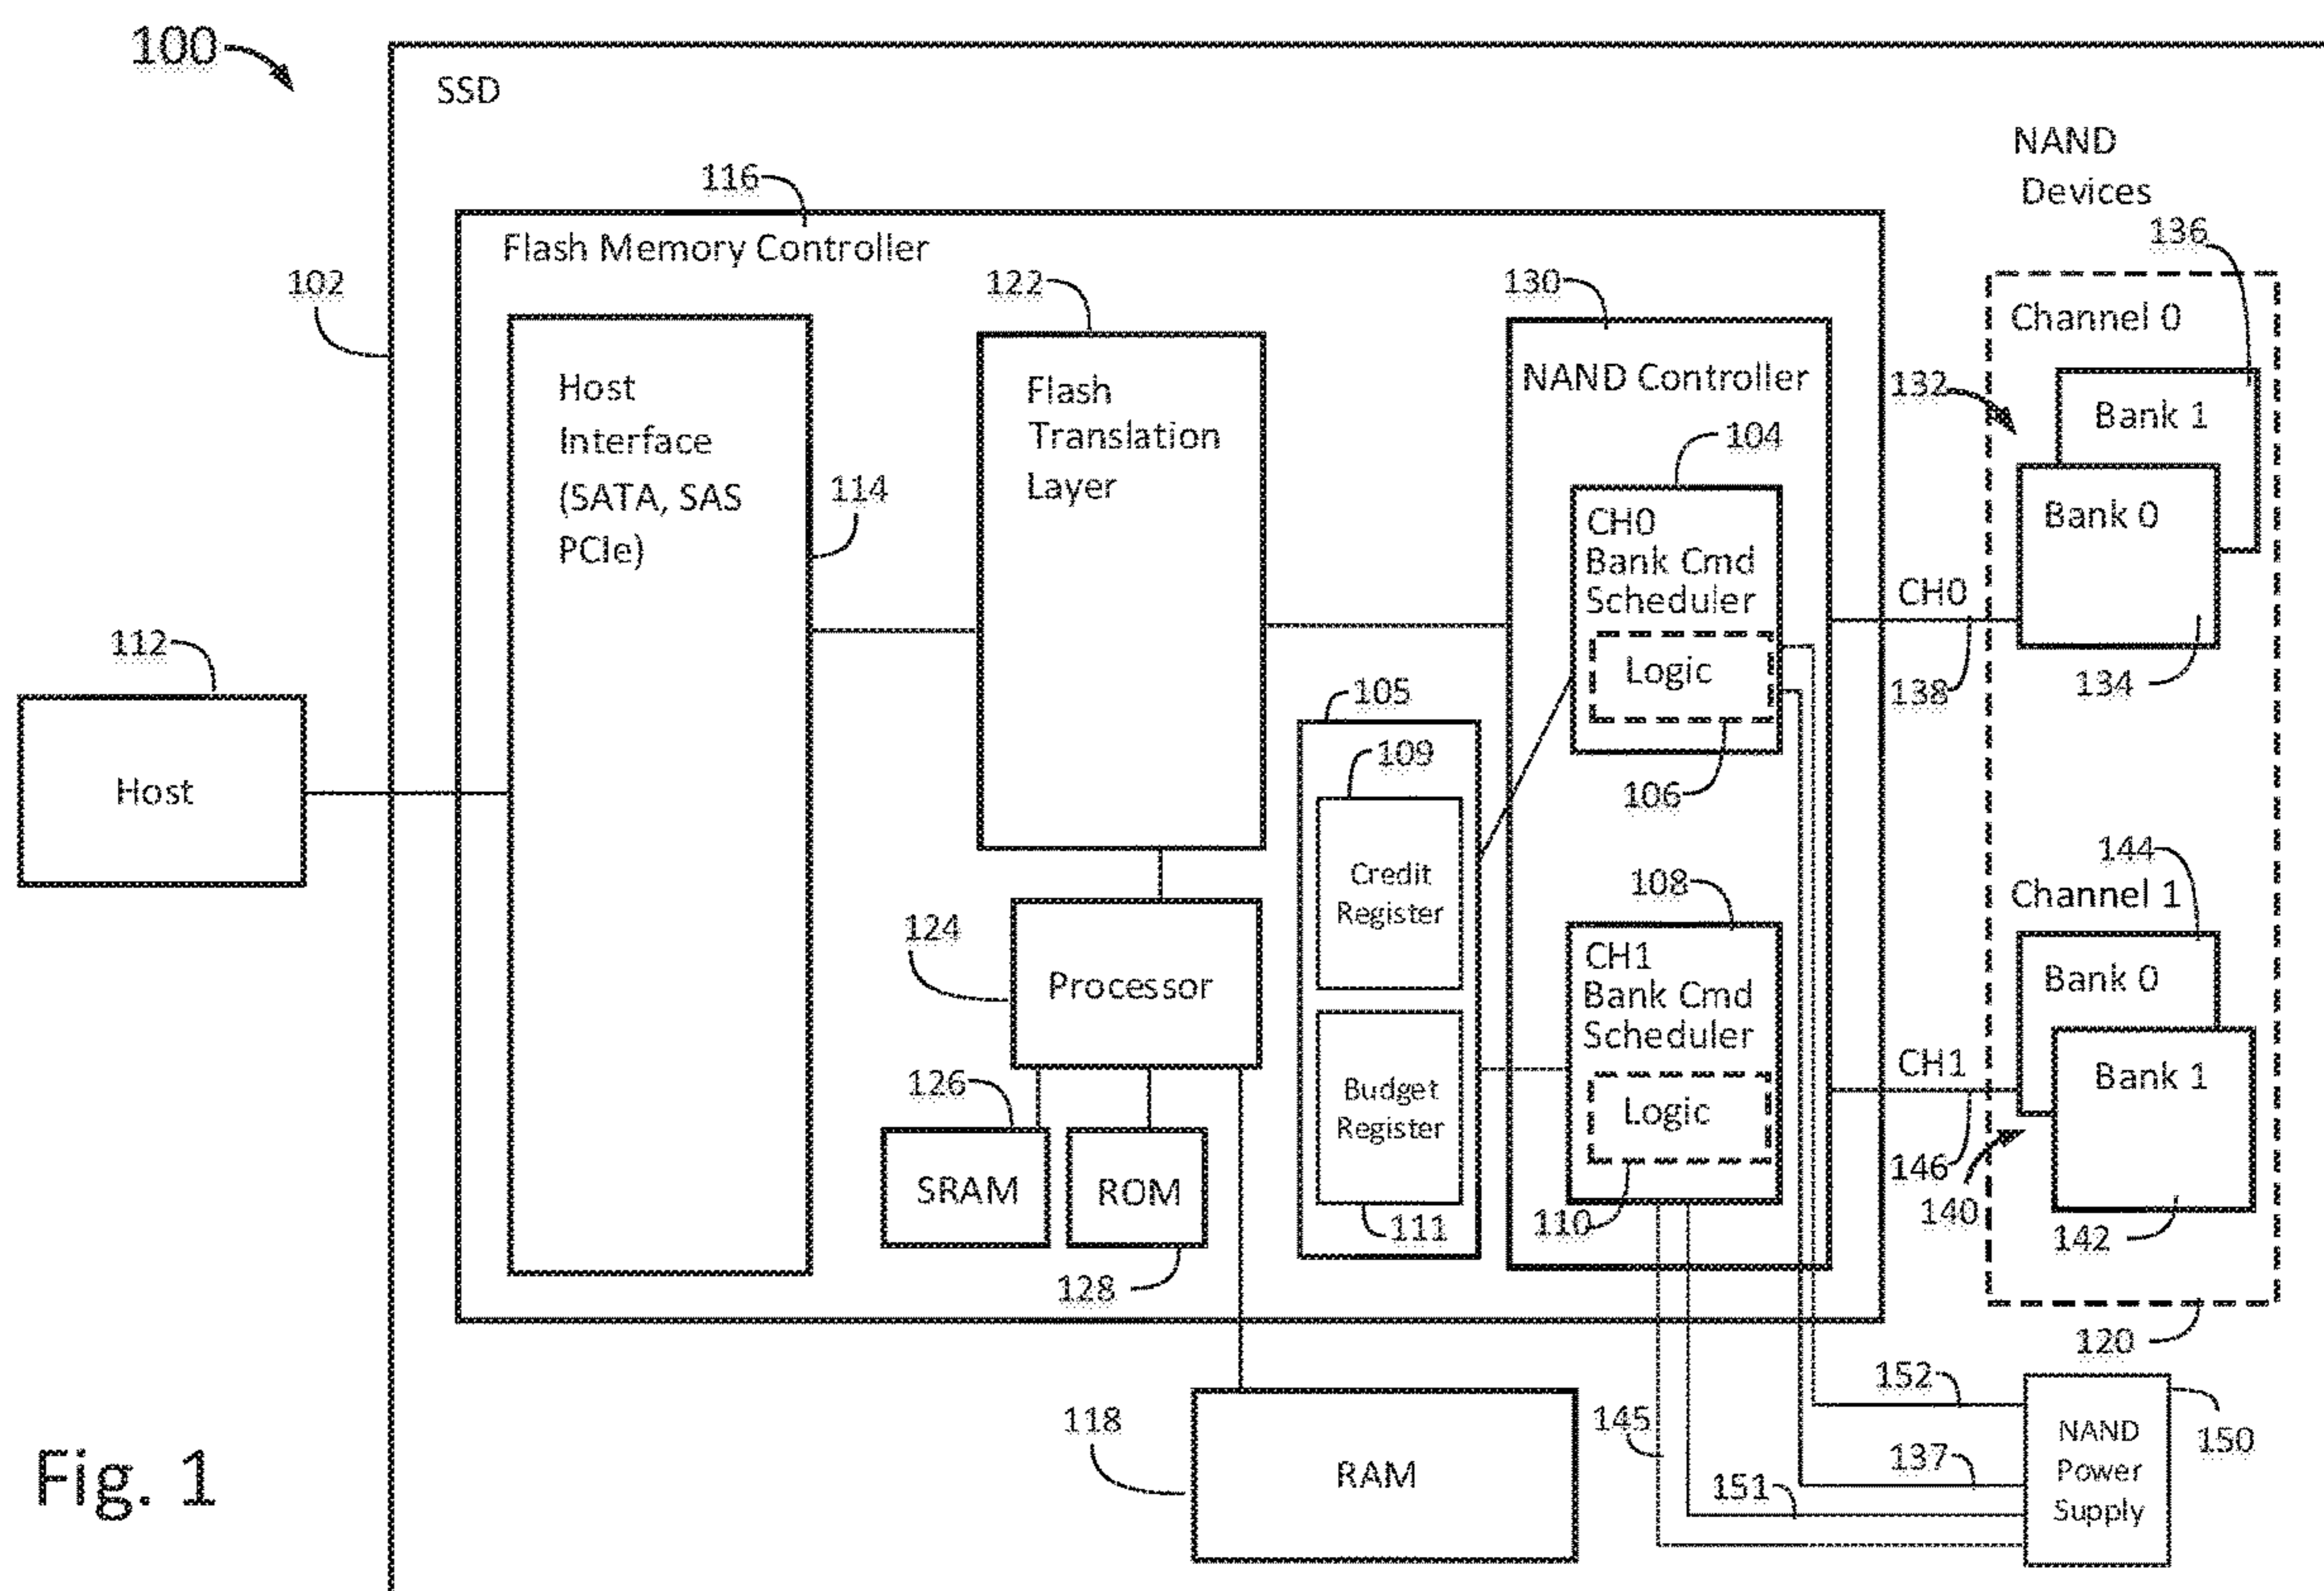 100
SSD
NAND
Devices
116
136
Flash Memory Controller
102
122
130
Channel 0
Host
Interface
(SATA, SAS
PCIe)
114
Flash
Translation
Layer
NAND Controller
132
Bank 1
104
CH0
Bank Cmd
Scheduler
Logic
Bank 0
CH0
112
138
134
105
109
106
Host
Credit
Register
108
144
Channel 1
124
Processor
CH1
Bank Cmd
Scheduler
Logic
Bank 0
CH1
Bank 1
126
Budget
Register
SRAM
ROM
146
140
111
110
142
128
120
152
118
RAM
145
137
151
NAND
Power
Supply
150
Fig. 1